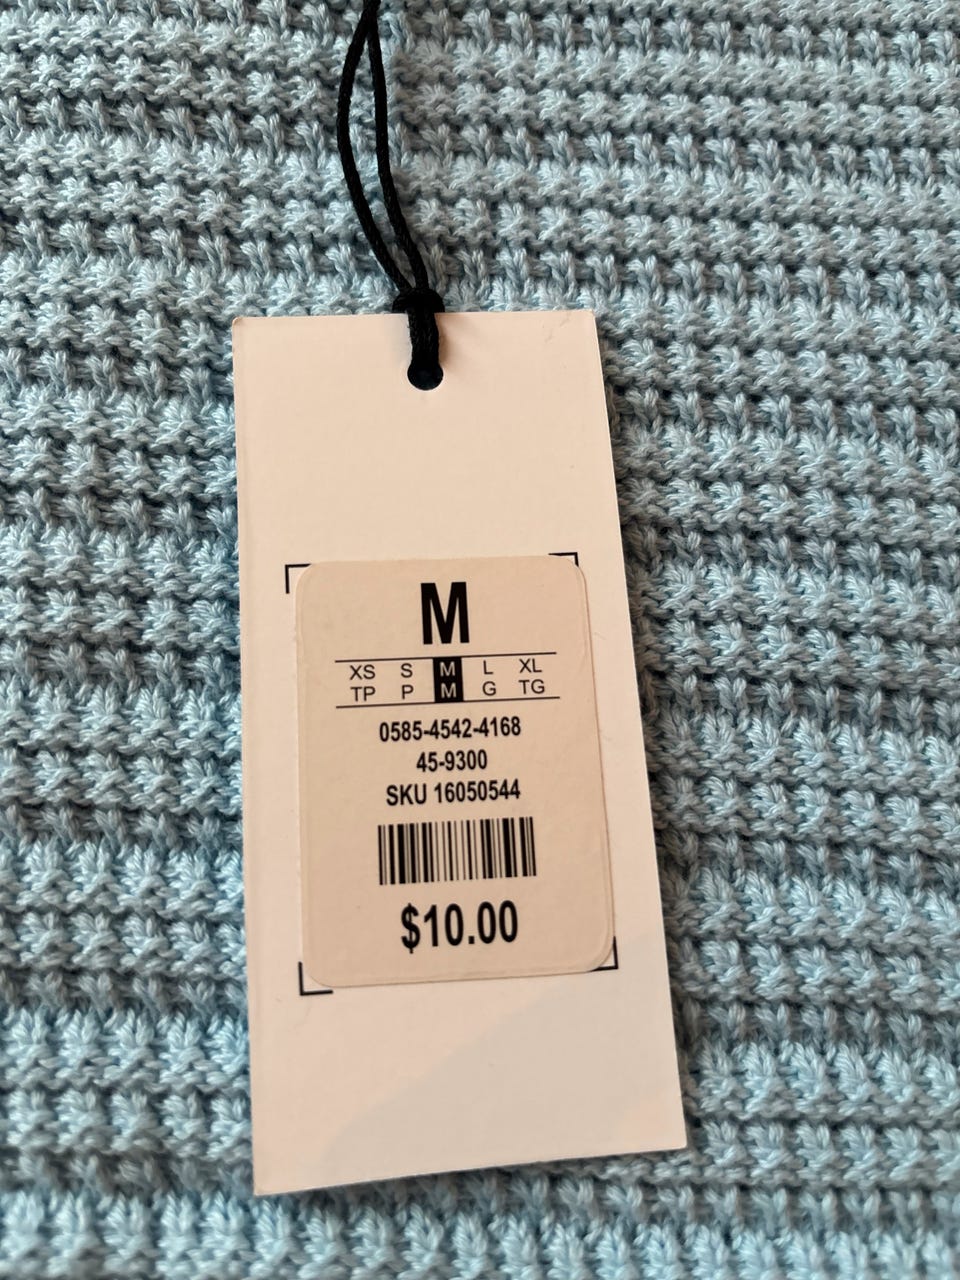 M
XS S M L XL
TP P M G TG
0585-4542-4168
45-9300
SKU 16050544
$10.00